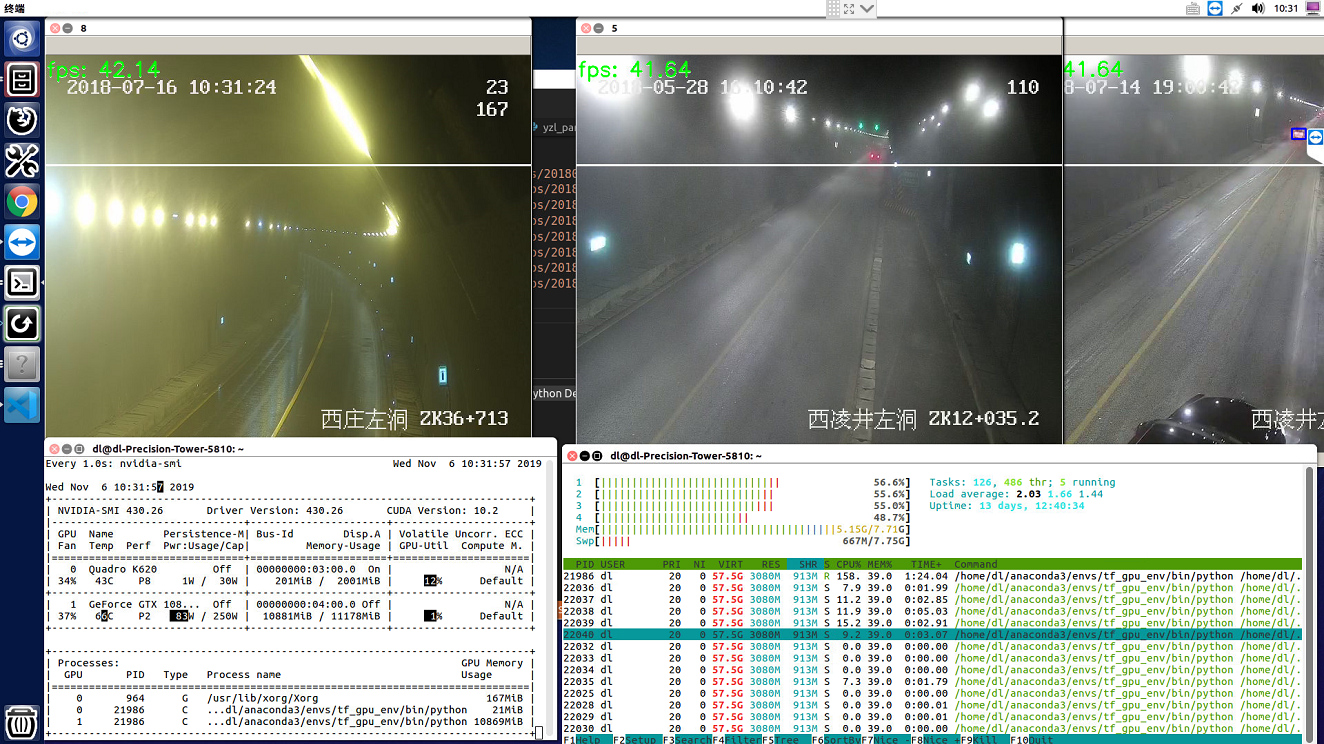 终端
10:31
8
fps: 42.14
2018-07-16 10:31:24
23
167
西庄左洞 ZK36+713
5
fps: 41.64
2018-05-28 16:10:42
110
西凌井左洞 ZK12+035.2
41.64
8-07-14 19:00:42
西凌井左
yzl_pa
s/20180
os/2018
os/2018
os/2018
os/2018
os/2018
os/2018
os/2018
ython De
dl@dl-Precision-Tower-5810: ~
Every 1.0s: nvidia-smi Wed Nov 6 10:31:57 2019
Wed Nov 6 10:31:57 2019
NVIDIA-SMI 430.26 Driver Version: 430.26 CUDA Version: 10.2
GPU Name Persistence-M| Bus-Id Disp.A | Volatile Uncorr. ECC
Fan Temp Perf Pwr:Usage/Cap| Memory-Usage | GPU-Util Compute M.
0 Quadro K620 Off | 00000000:03:00.0 On | N/A
34% 43C P8 1W / 30W | 201MiB / 2001MiB | 12% Default
1 GeForce GTX 108... Off | 00000000:04:00.0 Off | N/A
37% 66C P2 83W / 250W | 10881MiB / 11178MiB | 1% Default
Processes: GPU Memory
GPU PID Type Process name Usage
0 964 G /usr/lib/xorg/Xorg 167MiB
0 21986 C ...dl/anaconda3/envs/tf_gpu_env/bin/python 21MiB
1 21986 C ...dl/anaconda3/envs/tf_gpu_env/bin/python 10869MiB
dl@dl-Precision-Tower-5810: ~
1 [ 56.6%]
2 [ 55.6%]
3 [ 55.0%]
4 [ 48.7%]
Mem[ 5.15G/7.71G]
Swp[ 667M/7.75G]
Tasks: 126, 486 thr; 5 running
Load average: 2.03 1.66 1.44
Uptime: 13 days, 12:40:34
PID USER PRI NI VIRT RES SHR S CPU% MEM% TIME+ Command
21986 dl 20 0 57.5G 3080M 913M R 158. 39.0 1:24.04 /home/dl/anaconda3/envs/tf_gpu_env/bin/python /home/dl/.
22036 dl 20 0 57.5G 3080M 913M S 7.9 39.0 0:01.99 /home/dl/anaconda3/envs/tf_gpu_env/bin/python /home/dl/.
22037 dl 20 0 57.5G 3080M 913M S 11.2 39.0 0:02.85 /home/dl/anaconda3/envs/tf_gpu_env/bin/python /home/dl/.
22038 dl 20 0 57.5G 3080M 913M S 11.9 39.0 0:05.03 /home/dl/anaconda3/envs/tf_gpu_env/bin/python /home/dl/.
22039 dl 20 0 57.5G 3080M 913M S 15.2 39.0 0:02.91 /home/dl/anaconda3/envs/tf_gpu_env/bin/python /home/dl/.
22040 dl 20 0 57.5G 3080M 913M S 9.2 39.0 0:03.07 /home/dl/anaconda3/envs/tf_gpu_env/bin/python /home/dl/.
22032 dl 20 0 57.5G 3080M 913M S 0.0 39.0 0:00.00 /home/dl/anaconda3/envs/tf_gpu_env/bin/python /home/dl/.
22033 dl 20 0 57.5G 3080M 913M S 0.0 39.0 0:00.00 /home/dl/anaconda3/envs/tf_gpu_env/bin/python /home/dl/.
22034 dl 20 0 57.5G 3080M 913M S 0.0 39.0 0:00.00 /home/dl/anaconda3/envs/tf_gpu_env/bin/python /home/dl/.
22035 dl 20 0 57.5G 3080M 913M S 7.3 39.0 0:01.79 /home/dl/anaconda3/envs/tf_gpu_env/bin/python /home/dl/.
22025 dl 20 0 57.5G 3080M 913M S 0.0 39.0 0:00.00 /home/dl/anaconda3/envs/tf_gpu_env/bin/python /home/dl/.
22028 dl 20 0 57.5G 3080M 913M S 0.0 39.0 0:00.01 /home/dl/anaconda3/envs/tf_gpu_env/bin/python /home/dl/.
22029 dl 20 0 57.5G 3080M 913M S 0.0 39.0 0:00.01 /home/dl/anaconda3/envs/tf_gpu_env/bin/python /home/dl/.
22030 dl 20 0 57.5G 3080M 913M S 0.0 39.0 0:00.00 /home/dl/anaconda3/envs/tf_gpu_env/bin/python /home/dl/.
F1Help F2Setup F3SearchF4FilterF5Tree F6SortByF7Nice -F8Nice +F9Kill F10Quit